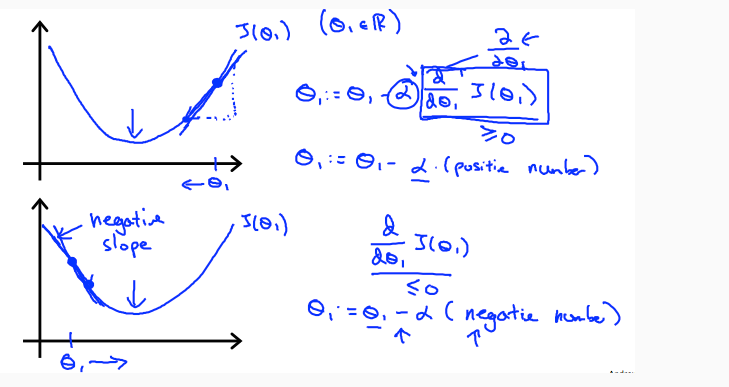 J(θ₁) (θ₁ ∈ ℝ)
∂/∂θ₁
θ₁ := θ₁ - α d/dθ₁ J(θ₁)
≥ 0
θ₁ := θ₁ - α · (positive number)
θ₁
negative slope
J(θ₁)
d/dθ₁ J(θ₁)
≤ 0
θ₁ := θ₁ - α (negative number)
θ₁